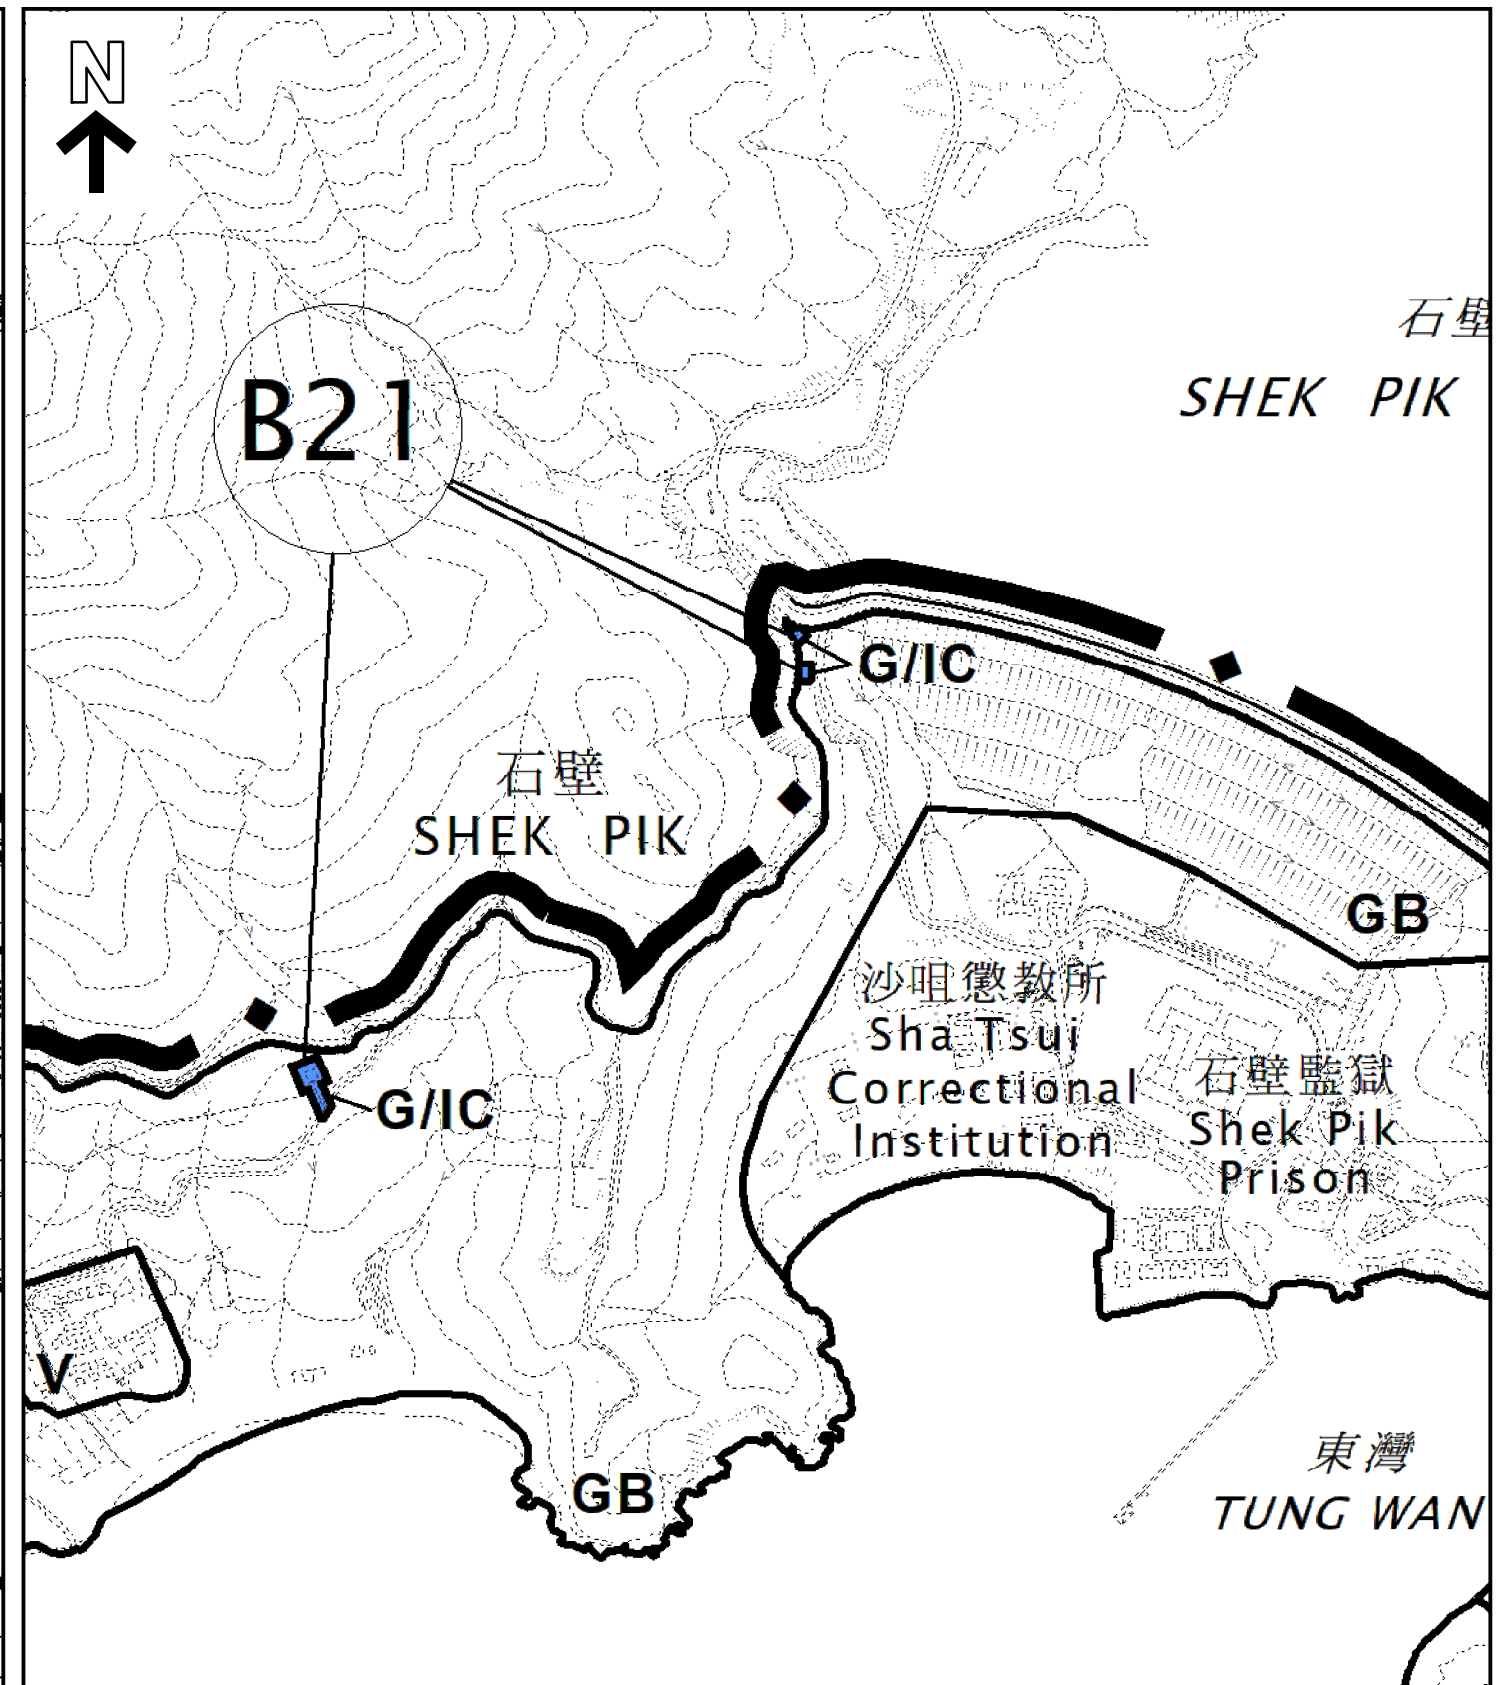 N
石壁
SHEK PIK
B21
G/IC
石壁
SHEK PIK
GB
沙咀懲教所
Sha Tsui
Correctional
Institution
石壁監獄
Shek Pik
Prison
G/IC
V
GB
東灣
TUNG WAN